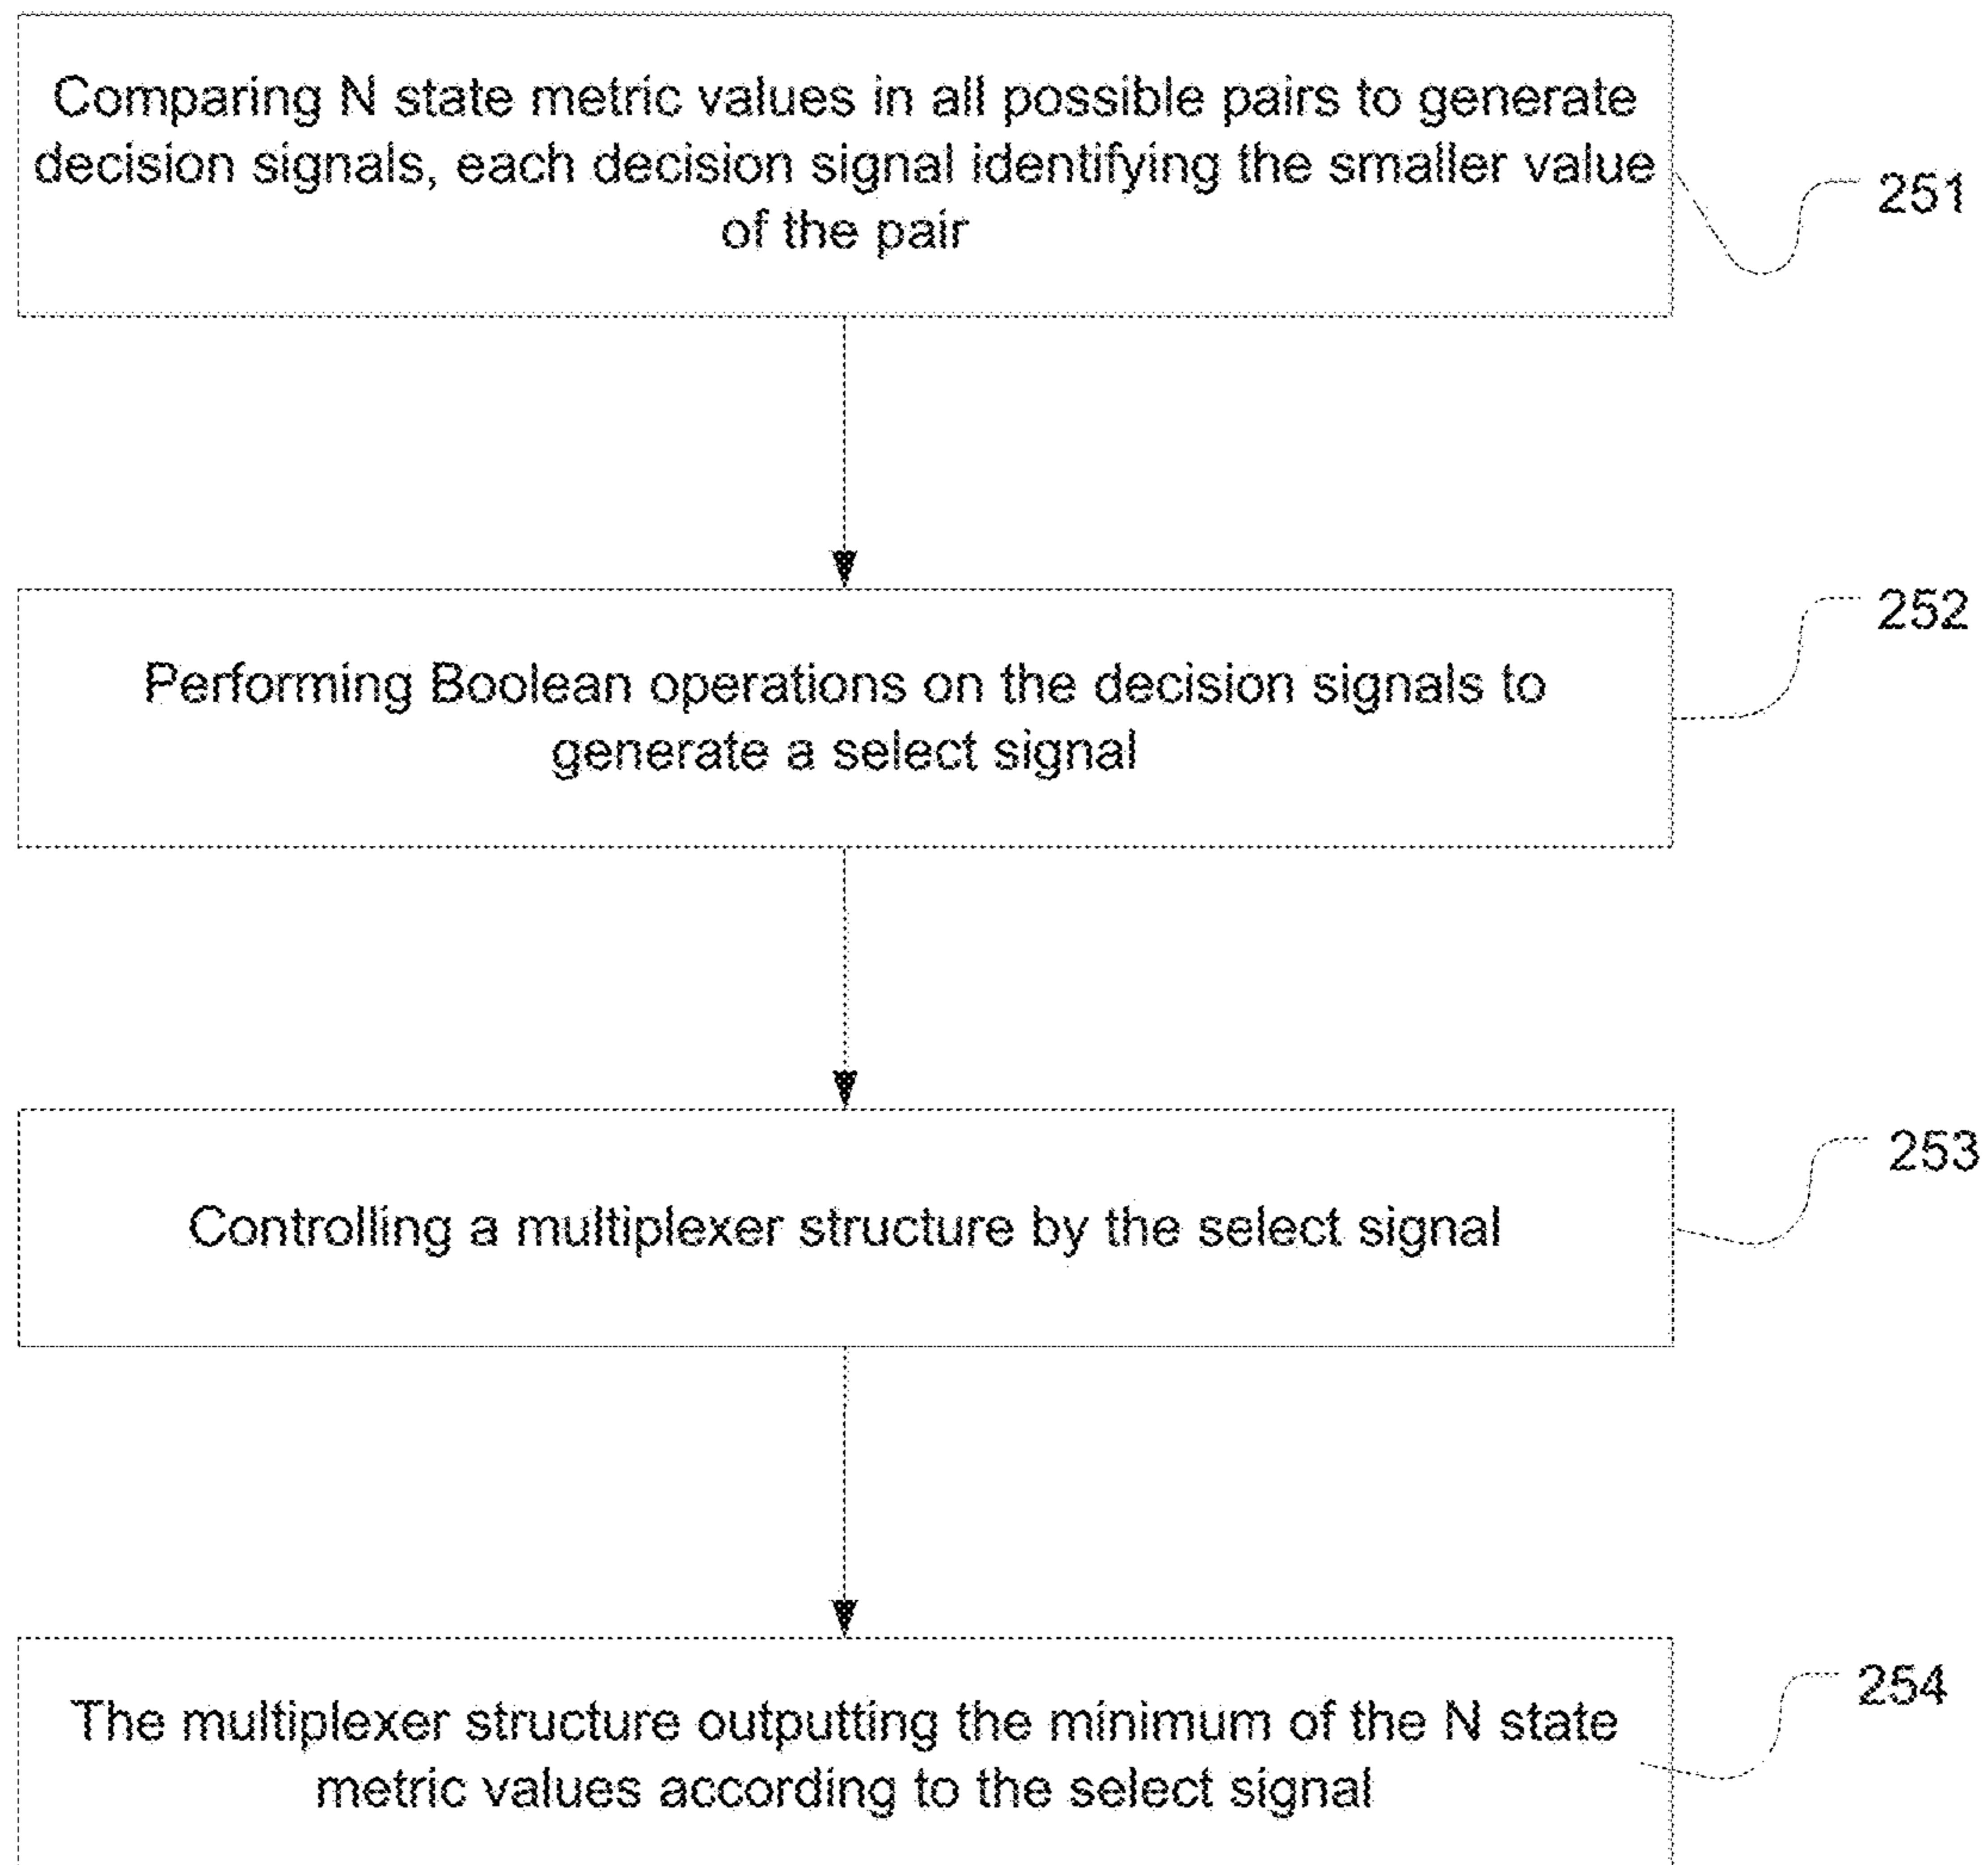 Comparing N state metric values in all possible pairs to generate
decision signals, each decision signal identifying the smaller value
of the pair
251
252
Performing Boolean operations on the decision signals to
generate a select signal
253
Controlling a multiplexer structure by the select signal
254
The multiplexer structure outputting the minimum of the N state
metric values according to the select signal